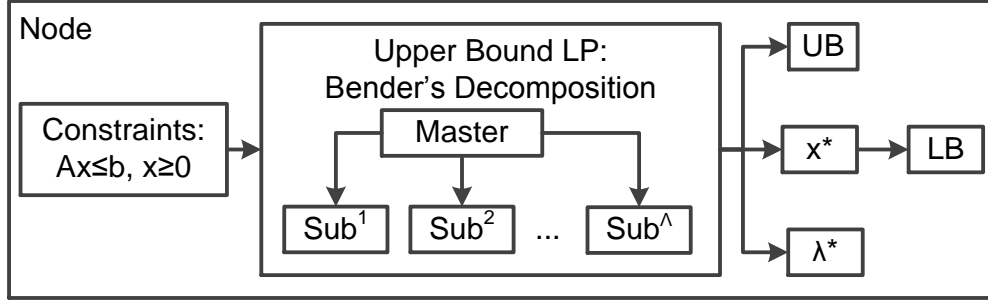 Node
Constraints:
Ax≤b, x≥0
Upper Bound LP:
Bender's Decomposition
Master
Sub¹
Sub²
...
Sub^Λ
UB
x*
LB
λ*